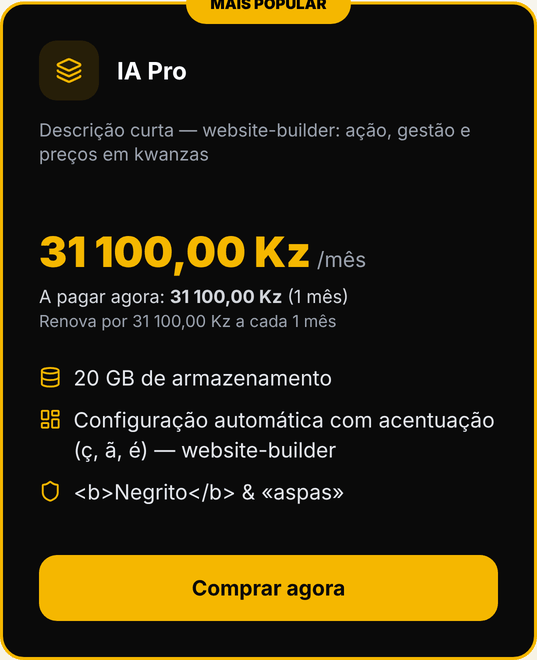 MAIS POPULAR
IA Pro
Descrição curta — website-builder: ação, gestão e
preços em kwanzas
31 100,00 Kz /mês
A pagar agora: 31 100,00 Kz (1 mês)
Renova por 31 100,00 Kz a cada 1 mês
20 GB de armazenamento
Configuração automática com acentuação
(ç, ã, é) — website-builder
<b>Negrito</b> & «aspas»
Comprar agora